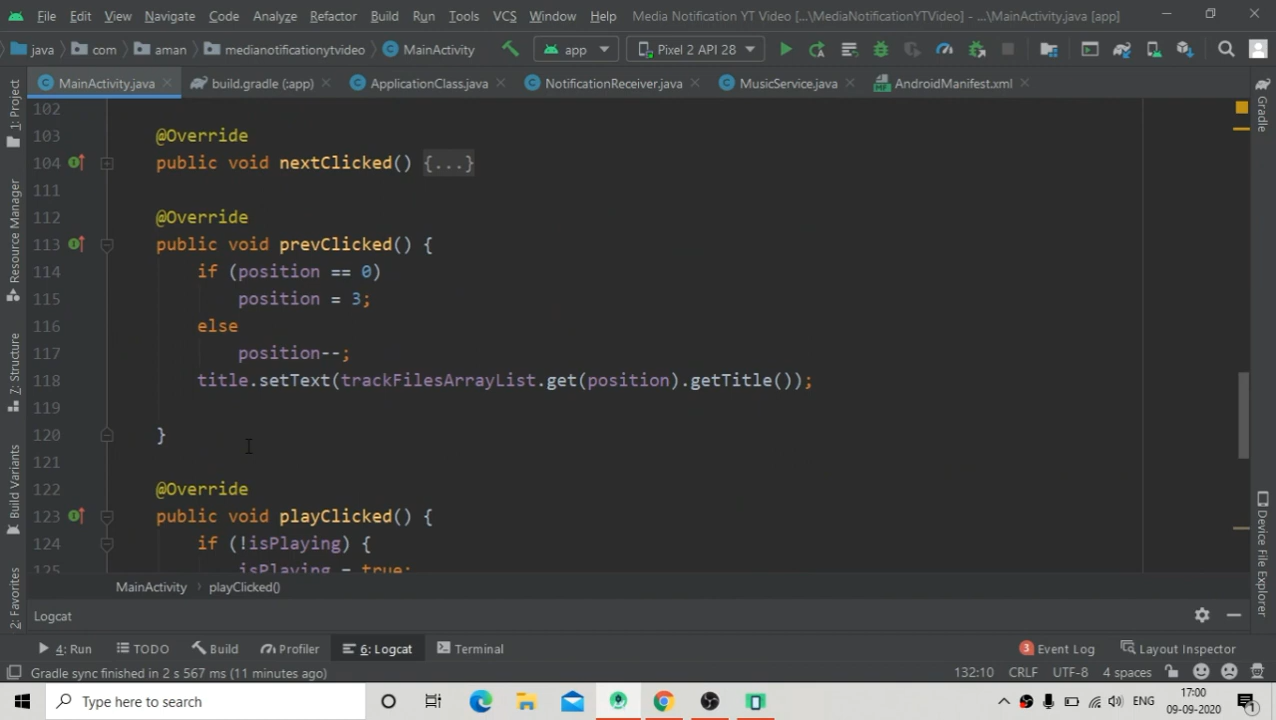 File Edit View Navigate Code Analyze Refactor Build Run Tools VCS Window Help Media Notification YT Video [...\MediaNotificationYTVideo] - ...\MainActivity.java [app]
java com aman medianotificationytvideo MainActivity app Pixel 2 API 28
MainActivity.java build.gradle (:app) ApplicationClass.java NotificationReceiver.java MusicService.java AndroidManifest.xml
1: Project
Resource Manager
7: Structure
Build Variants
2: Favorites
102
103 @Override
104 public void nextClicked() {...}
111
112 @Override
113 public void prevClicked() {
114 if (position == 0)
115 position = 3;
116 else
117 position--;
118 title.setText(trackFilesArrayList.get(position).getTitle());
119
120 }
121
122 @Override
123 public void playClicked() {
124 if (!isPlaying) {
125 isPlaying = true;
Gradle
Device File Explorer
MainActivity playClicked()
Logcat
4: Run TODO Build Profiler 6: Logcat Terminal 3 Event Log Layout Inspector
Gradle sync finished in 2 s 567 ms (11 minutes ago) 132:10 CRLF UTF-8 4 spaces
Type here to search ENG 17:00
09-09-2020 1